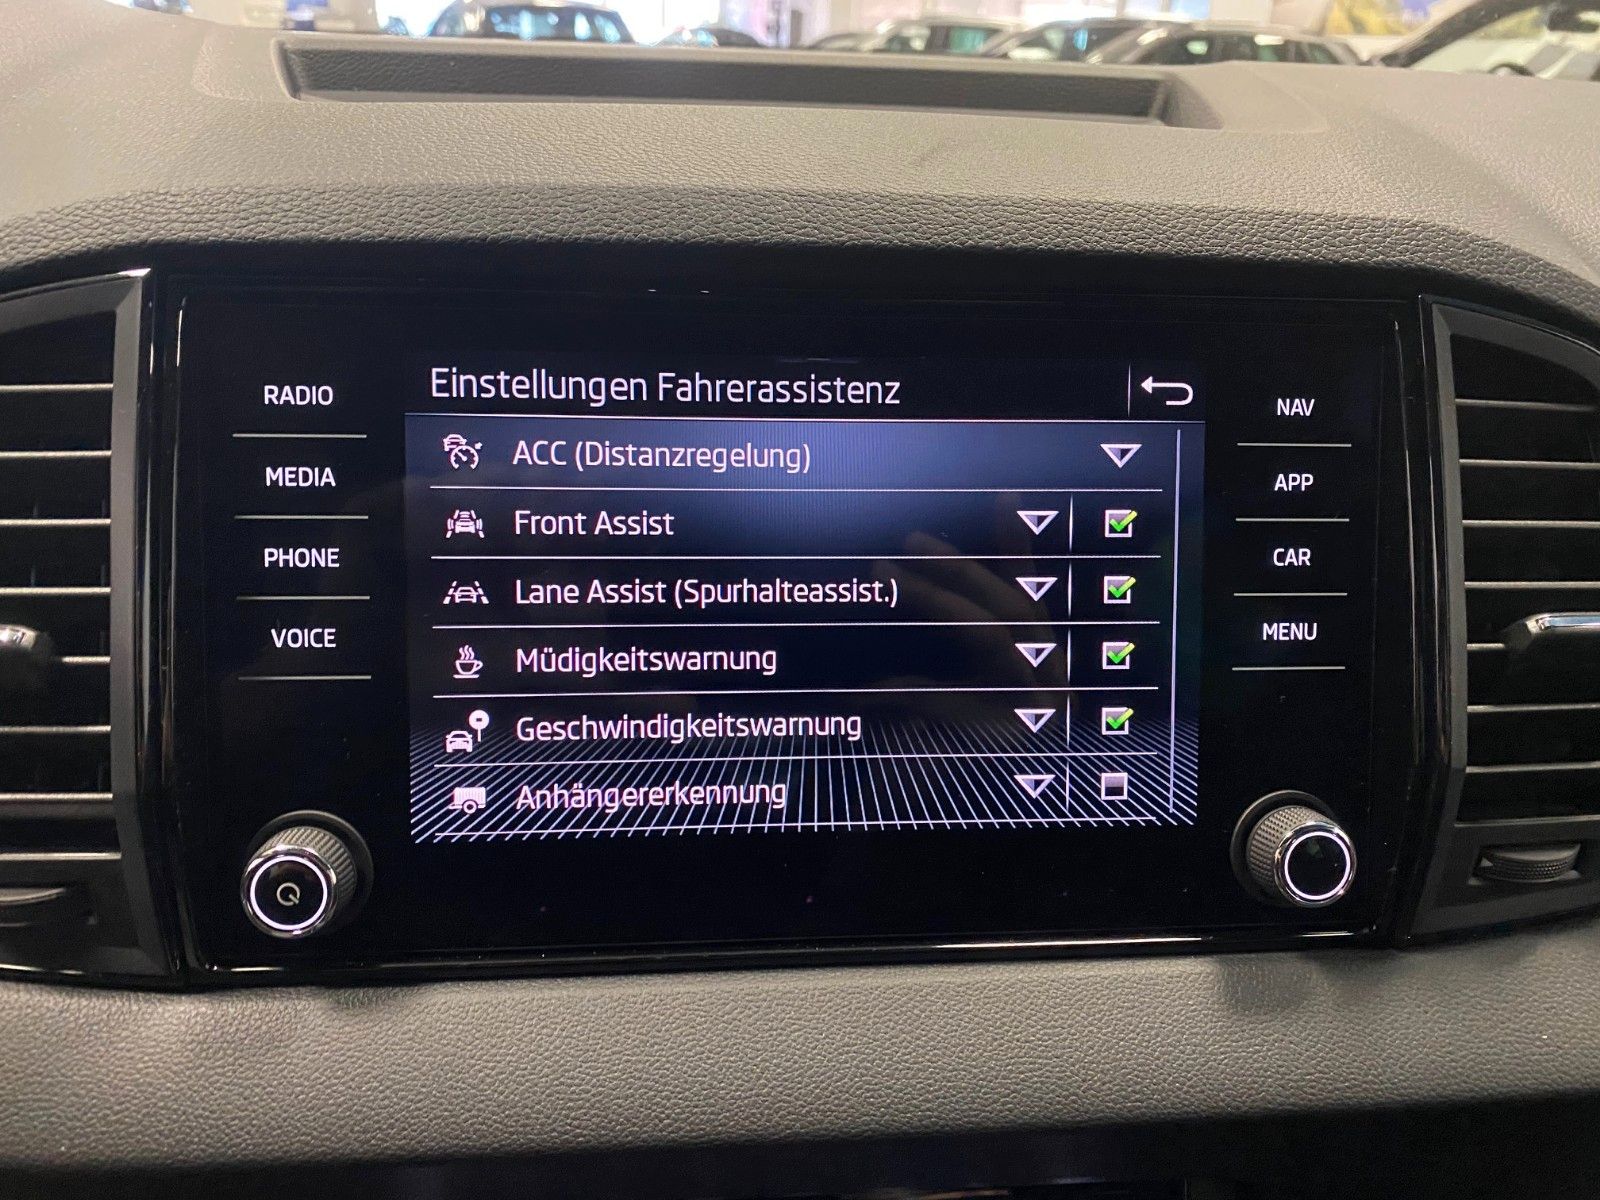 Einstellungen Fahrerassistenz
RADIO
MEDIA
PHONE
VOICE
ACC (Distanzregelung)
Front Assist
Lane Assist (Spurhalteassist.)
Müdigkeitswarnung
Geschwindigkeitswarnung
Anhängererkennung
NAV
APP
CAR
MENU